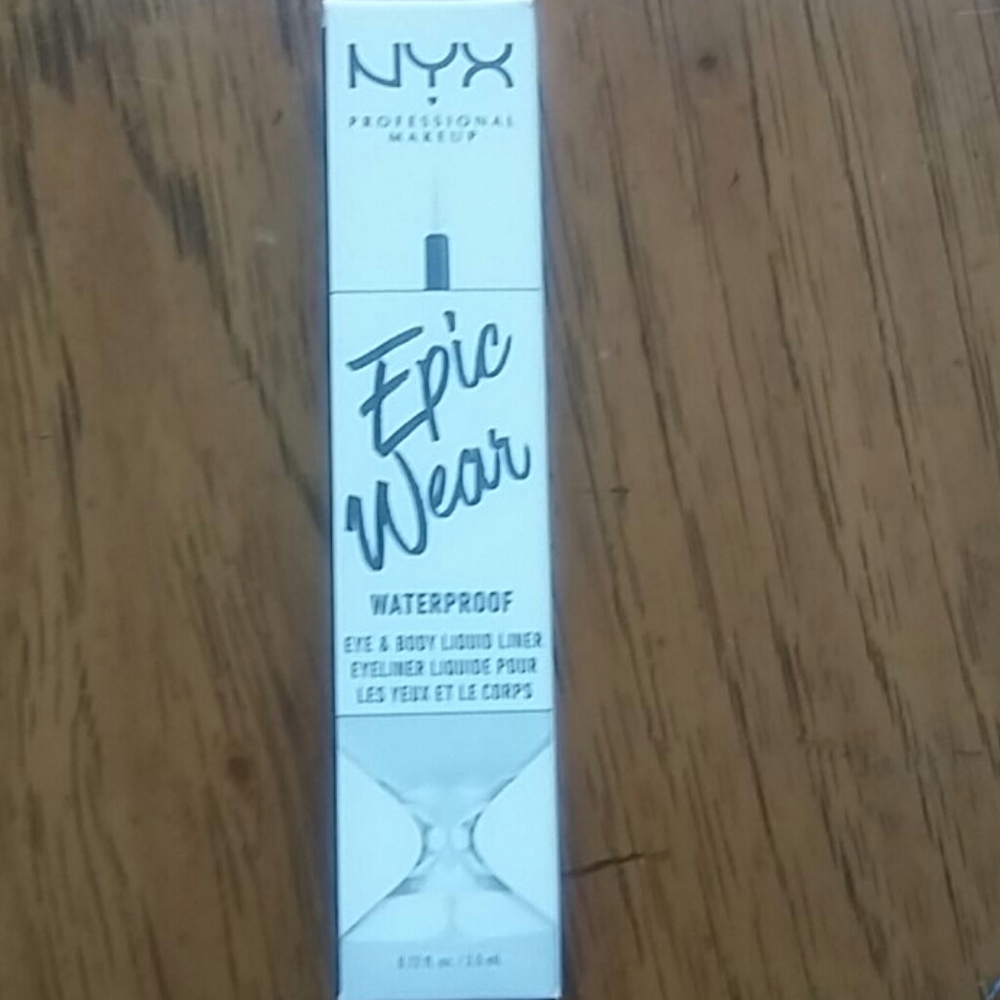 NYX
PROFESSIONAL
MAKEUP
Epic
Wear
WATERPROOF
EYE & BODY LIQUID LINER
EYELINER LIQUIDE POUR
LES YEUX ET LE CORPS